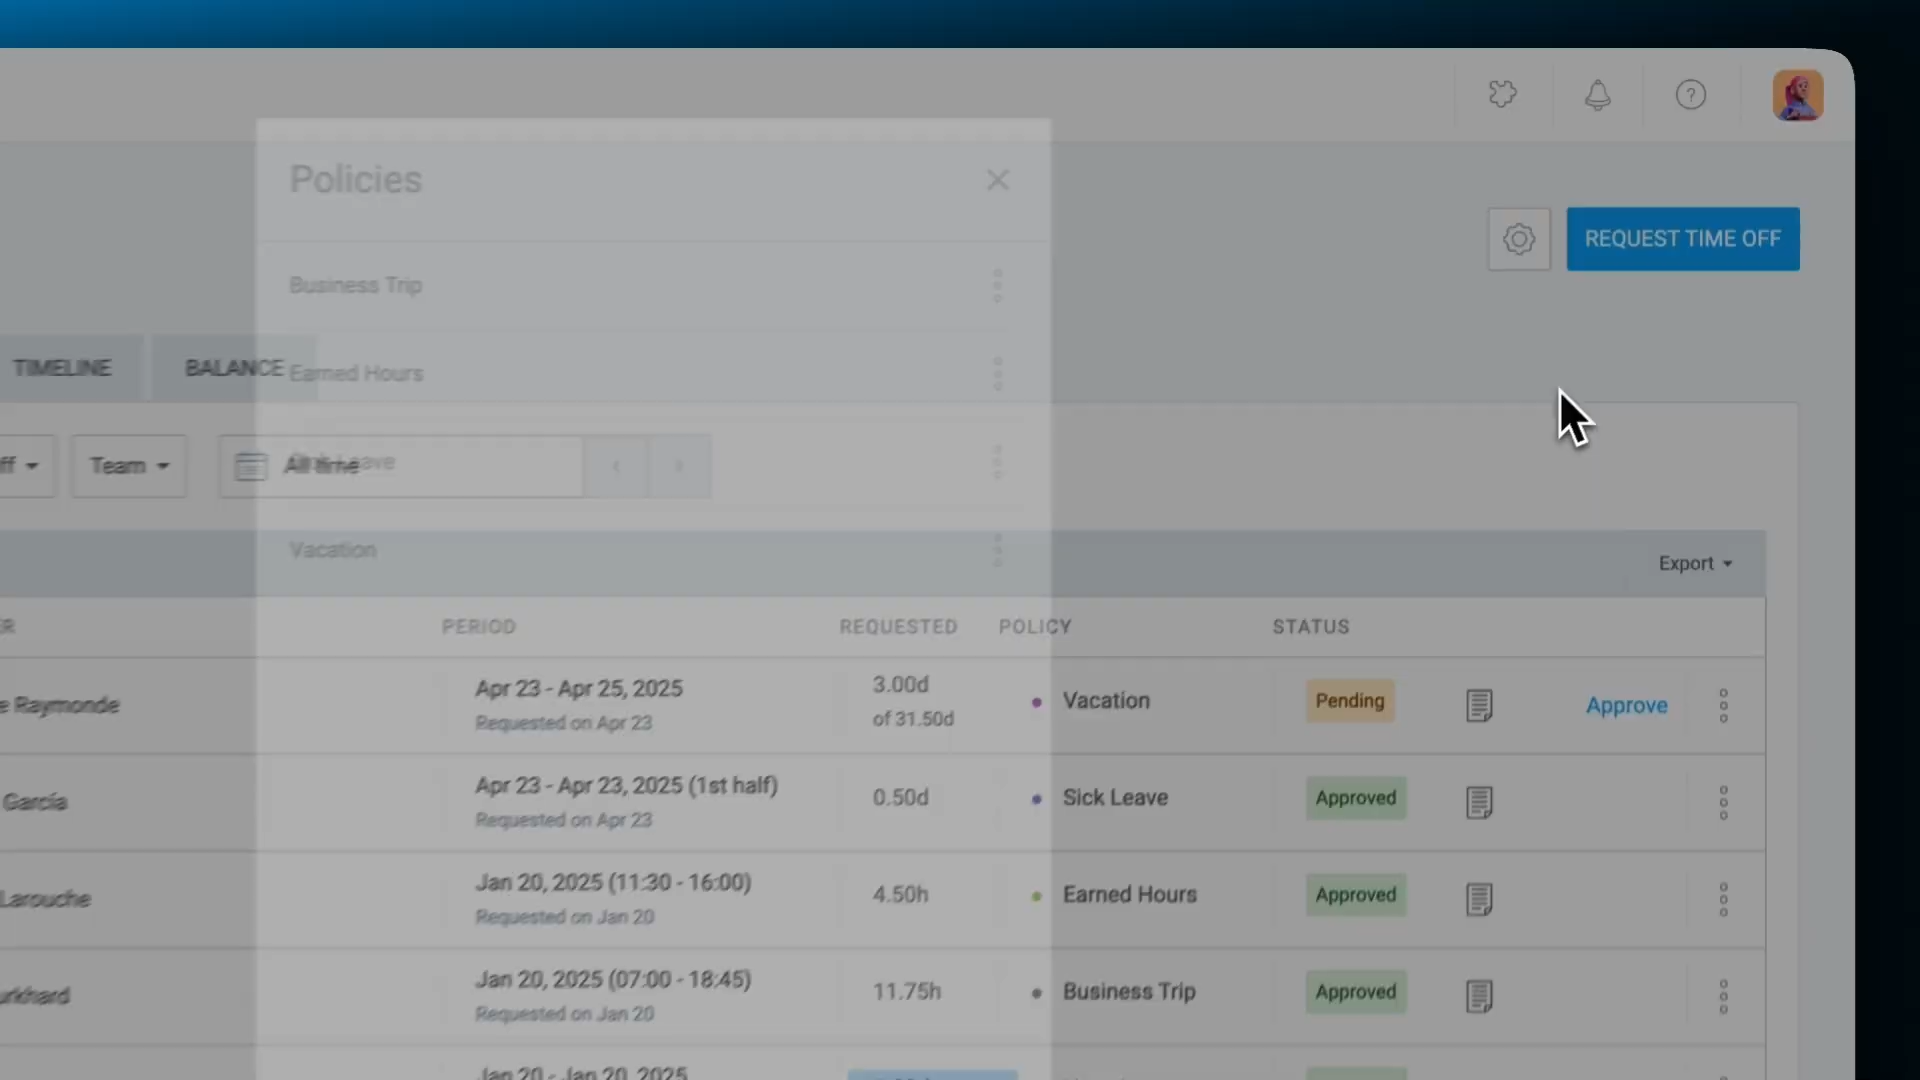 Policies
REQUEST TIME OFF
Business Trip
TIMELINE
BALANCE
Earned Hours
ff
Team
All time
Sick Leave
Vacation
Export
R
PERIOD
REQUESTED
POLICY
STATUS
e Raymonde
Apr 23 - Apr 25, 2025
Requested on Apr 23
3.00d
of 31.50d
Vacation
Pending
Approve
García
Apr 23 - Apr 23, 2025 (1st half)
Requested on Apr 23
0.50d
Sick Leave
Approved
Larouche
Jan 20, 2025 (11:30 - 16:00)
Requested on Jan 20
4.50h
Earned Hours
Approved
urkhard
Jan 20, 2025 (07:00 - 18:45)
Requested on Jan 20
11.75h
Business Trip
Approved
Jan 20 - Jan 20, 2025